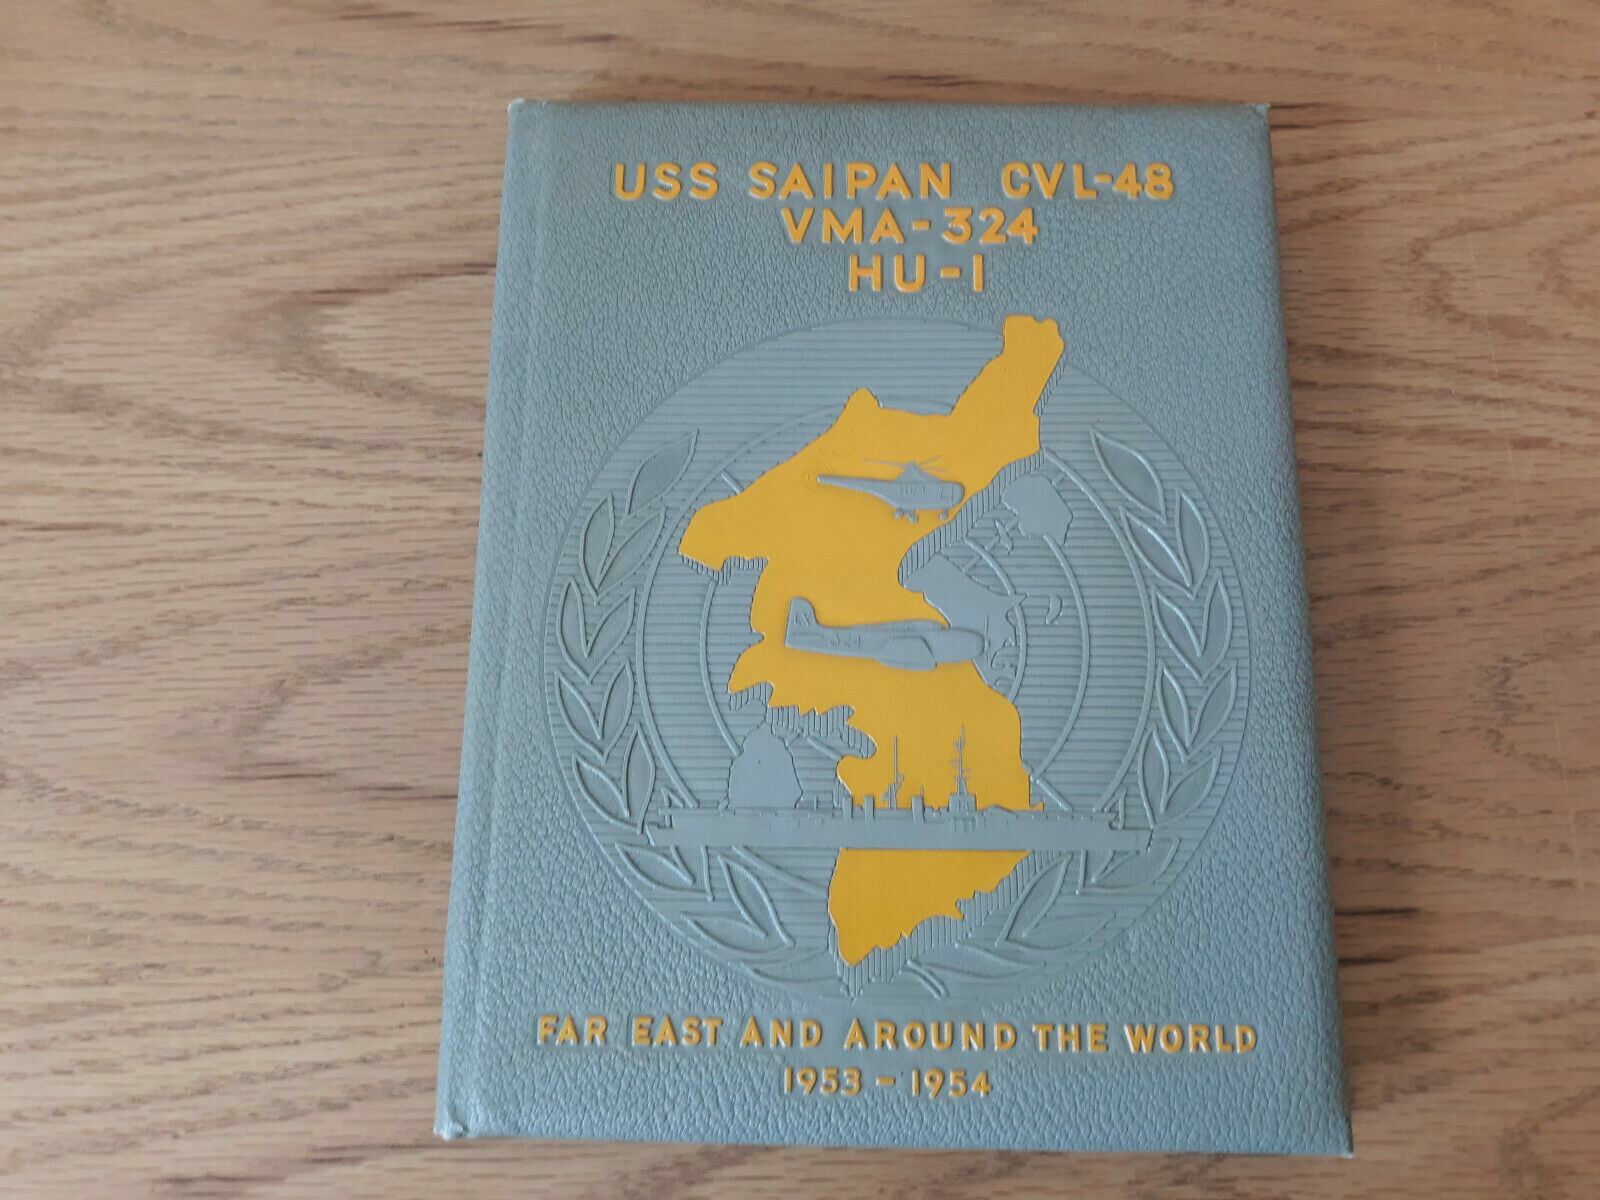 USS SAIPAN CVL-48
VMA-324
HU-1
FAR EAST AND AROUND THE WORLD
1953 - 1954